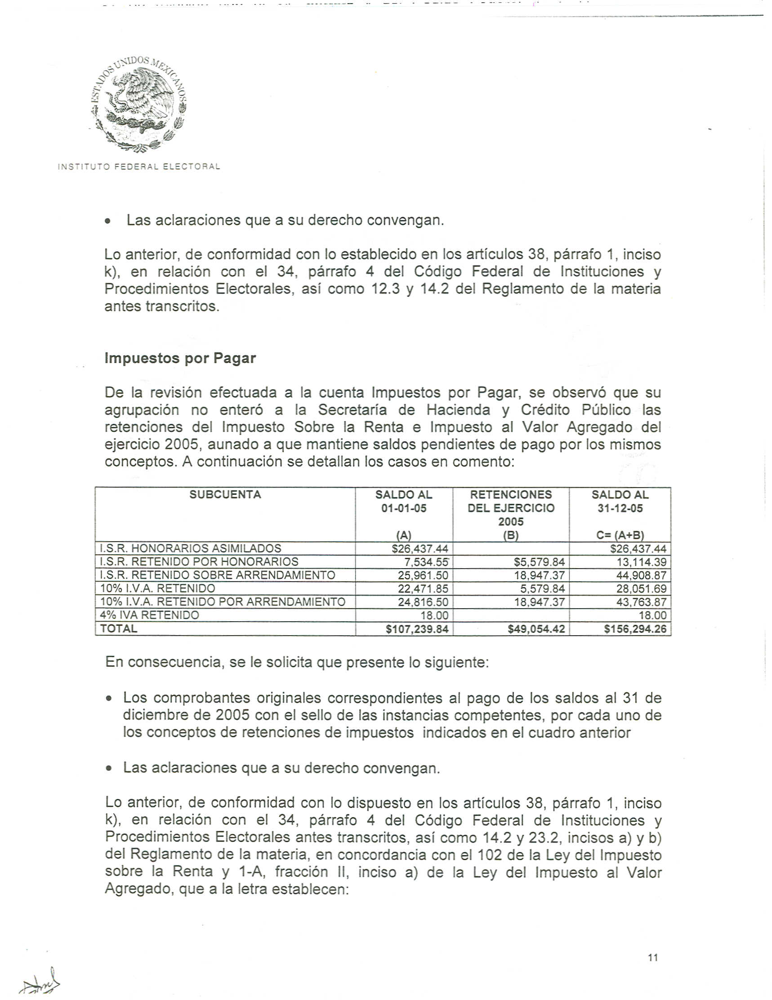 ESTADOS UNIDOS MEXICANOS
INSTITUTO FEDERAL ELECTORAL
• Las aclaraciones que a su derecho convengan.
Lo anterior, de conformidad con lo establecido en los artículos 38, párrafo 1, inciso
k), en relación con el 34, párrafo 4 del Código Federal de Instituciones y
Procedimientos Electorales, así como 12.3 y 14.2 del Reglamento de la materia
antes transcritos.
Impuestos por Pagar
De la revisión efectuada a la cuenta Impuestos por Pagar, se observó que su
agrupación no enteró a la Secretaría de Hacienda y Crédito Público las
retenciones del Impuesto Sobre la Renta e Impuesto al Valor Agregado del
ejercicio 2005, aunado a que mantiene saldos pendientes de pago por los mismos
conceptos. A continuación se detallan los casos en comento:
SUBCUENTA SALDO AL RETENCIONES SALDO AL
01-01-05 DEL EJERCICIO 31-12-05
2005
(A) (B) C= (A+B)
I.S.R. HONORARIOS ASIMILADOS $26,437.44 $26,437.44
I.S.R. RETENIDO POR HONORARIOS 7,534.55 $5,579.84 13,114.39
I.S.R. RETENIDO SOBRE ARRENDAMIENTO 25,961.50 18,947.37 44,908.87
10% I.V.A. RETENIDO 22,471.85 5,579.84 28,051.69
10% I.V.A. RETENIDO POR ARRENDAMIENTO 24,816.50 18,947.37 43,763.87
4% IVA RETENIDO 18.00 18.00
TOTAL $107,239.84 $49,054.42 $156,294.26
En consecuencia, se le solicita que presente lo siguiente:
• Los comprobantes originales correspondientes al pago de los saldos al 31 de
diciembre de 2005 con el sello de las instancias competentes, por cada uno de
los conceptos de retenciones de impuestos indicados en el cuadro anterior
• Las aclaraciones que a su derecho convengan.
Lo anterior, de conformidad con lo dispuesto en los artículos 38, párrafo 1, inciso
k), en relación con el 34, párrafo 4 del Código Federal de Instituciones y
Procedimientos Electorales antes transcritos, así como 14.2 y 23.2, incisos a) y b)
del Reglamento de la materia, en concordancia con el 102 de la Ley del Impuesto
sobre la Renta y 1-A, fracción II, inciso a) de la Ley del Impuesto al Valor
Agregado, que a la letra establecen:
11